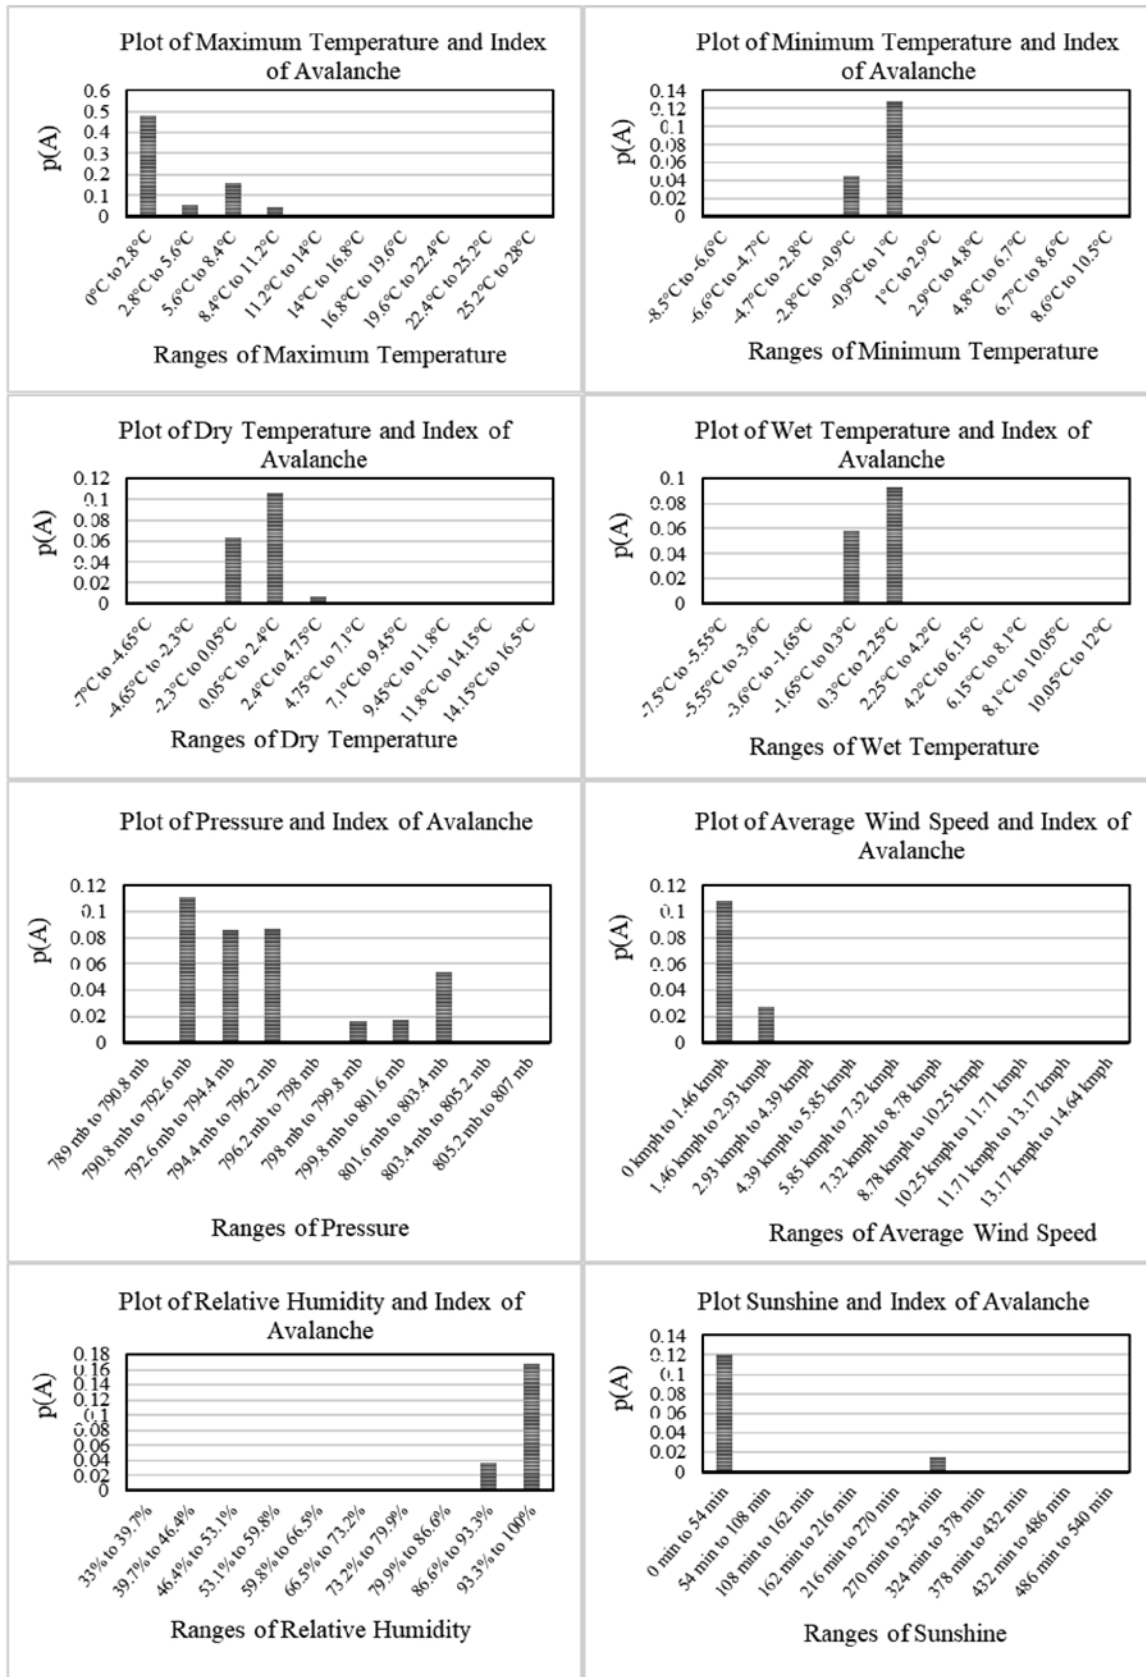 Plot of Maximum Temperature and Index
of Avalanche
0.6
0.5
0.4
0.3
0.2
0.1
0
p(A)
0°C to 2.8°C
2.8°C to 5.6°C
5.6°C to 8.4°C
8.4°C to 11.2°C
11.2°C to 14°C
14°C to 16.8°C
16.8°C to 19.6°C
19.6°C to 22.4°C
22.4°C to 25.2°C
25.2°C to 28°C
Ranges of Maximum Temperature
Plot of Minimum Temperature and Index
of Avalanche
0.14
0.12
0.1
0.08
0.06
0.04
0.02
0
p(A)
-8.5°C to -6.6°C
-6.6°C to -4.7°C
-4.7°C to -2.8°C
-2.8°C to -0.9°C
-0.9°C to 1°C
1°C to 2.9°C
2.9°C to 4.8°C
4.8°C to 6.7°C
6.7°C to 8.6°C
8.6°C to 10.5°C
Ranges of Minimum Temperature
Plot of Dry Temperature and Index of
Avalanche
0.12
0.1
0.08
0.06
0.04
0.02
0
p(A)
-7°C to -4.65°C
-4.65°C to -2.3°C
-2.3°C to 0.05°C
0.05°C to 2.4°C
2.4°C to 4.75°C
4.75°C to 7.1°C
7.1°C to 9.45°C
9.45°C to 11.8°C
11.8°C to 14.15°C
14.15°C to 16.5°C
Ranges of Dry Temperature
Plot of Wet Temperature and Index of
Avalanche
0.1
0.08
0.06
0.04
0.02
0
p(A)
-7.5°C to -5.55°C
-5.55°C to -3.6°C
-3.6°C to -1.65°C
-1.65°C to 0.3°C
0.3°C to 2.25°C
2.25°C to 4.2°C
4.2°C to 6.15°C
6.15°C to 8.1°C
8.1°C to 10.05°C
10.05°C to 12°C
Ranges of Wet Temperature
Plot of Pressure and Index of Avalanche
0.12
0.1
0.08
0.06
0.04
0.02
0
p(A)
789 mb to 790.8 mb
790.8 mb to 792.6 mb
792.6 mb to 794.4 mb
794.4 mb to 796.2 mb
796.2 mb to 798 mb
798 mb to 799.8 mb
799.8 mb to 801.6 mb
801.6 mb to 803.4 mb
803.4 mb to 805.2 mb
805.2 mb to 807 mb
Ranges of Pressure
Plot of Average Wind Speed and Index of
Avalanche
0.12
0.1
0.08
0.06
0.04
0.02
0
p(A)
0 kmph to 1.46 kmph
1.46 kmph to 2.93 kmph
2.93 kmph to 4.39 kmph
4.39 kmph to 5.85 kmph
5.85 kmph to 7.32 kmph
7.32 kmph to 8.78 kmph
8.78 kmph to 10.25 kmph
10.25 kmph to 11.71 kmph
11.71 kmph to 13.17 kmph
13.17 kmph to 14.64 kmph
Ranges of Average Wind Speed
Plot of Relative Humidity and Index of
Avalanche
0.18
0.16
0.14
0.12
0.1
0.08
0.06
0.04
0.02
0
p(A)
33% to 39.7%
39.7% to 46.4%
46.4% to 53.1%
53.1% to 59.8%
59.8% to 66.5%
66.5% to 73.2%
73.2% to 79.9%
79.9% to 86.6%
86.6% to 93.3%
93.3% to 100%
Ranges of Relative Humidity
Plot Sunshine and Index of Avalanche
0.14
0.12
0.1
0.08
0.06
0.04
0.02
0
p(A)
0 min to 54 min
54 min to 108 min
108 min to 162 min
162 min to 216 min
216 min to 270 min
270 min to 324 min
324 min to 378 min
378 min to 432 min
432 min to 486 min
486 min to 540 min
Ranges of Sunshine